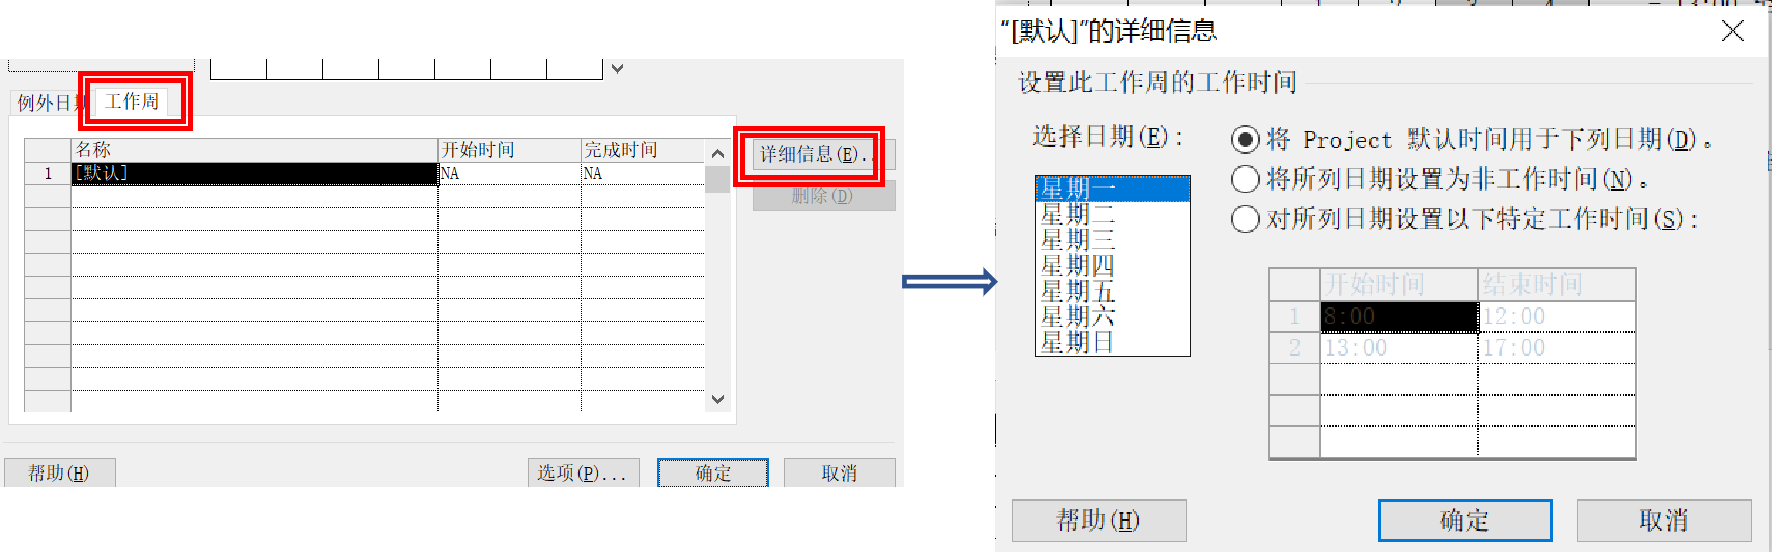 例外日期
工作周
名称 开始时间 完成时间
1 [默认] NA NA
详细信息(E)..
删除(D)
帮助(H) 选项(P)... 确定 取消
“[默认]”的详细信息
设置此工作周的工作时间
选择日期(E):
星期一
星期二
星期三
星期四
星期五
星期六
星期日
将 Project 默认时间用于下列日期(D)。
将所列日期设置为非工作时间(N)。
对所列日期设置以下特定工作时间(S):
开始时间 结束时间
1 8:00 12:00
2 13:00 17:00
帮助(H) 确定 取消